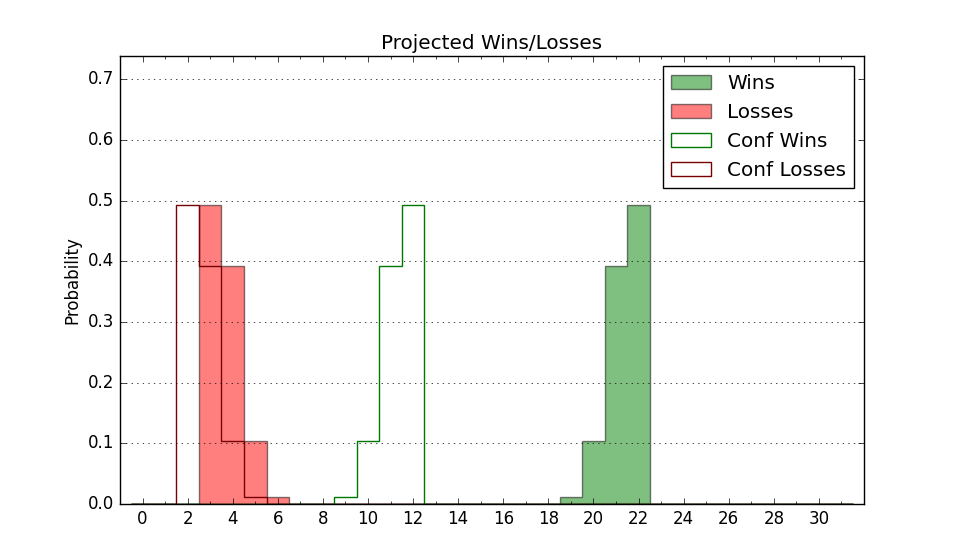 Projected Wins/Losses
Wins
Losses
Conf Wins
Conf Losses
Probability
0.7
0.6
0.5
0.4
0.3
0.2
0.1
0.0
0 2 4 6 8 10 12 14 16 18 20 22 24 26 28 30